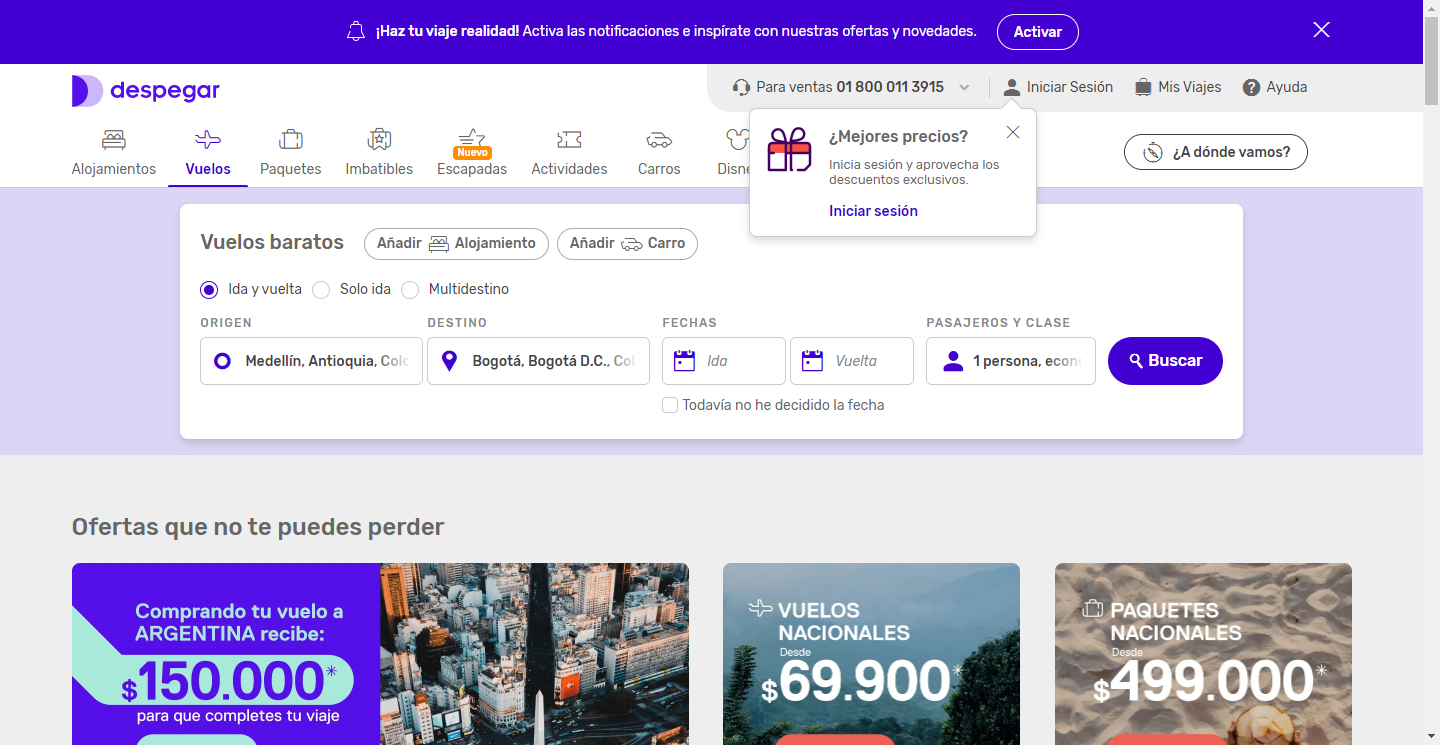 ¡Haz tu viaje realidad! Activa las notificaciones e inspírate con nuestras ofertas y novedades.
Activar
despegar
Para ventas 01 800 011 3915
Iniciar Sesión
Mis Viajes
Ayuda
Alojamientos
Vuelos
Paquetes
Imbatibles
Nuevo
Escapadas
Actividades
Carros
Disne
¿A dónde vamos?
¿Mejores precios?
Inicia sesión y aprovecha los
descuentos exclusivos.
Iniciar sesión
Vuelos baratos
Añadir Alojamiento
Añadir Carro
Ida y vuelta
Solo ida
Multidestino
ORIGEN
DESTINO
FECHAS
PASAJEROS Y CLASE
Medellín, Antioquia, Colo
Bogotá, Bogotá D.C., Col
Ida
Vuelta
1 persona, econ
Buscar
Todavía no he decidido la fecha
Ofertas que no te puedes perder
Comprando tu vuelo a
ARGENTINA recibe:
$150.000*
para que completes tu viaje
VUELOS
NACIONALES
Desde
$69.900*
PAQUETES
NACIONALES
Desde
$499.000*